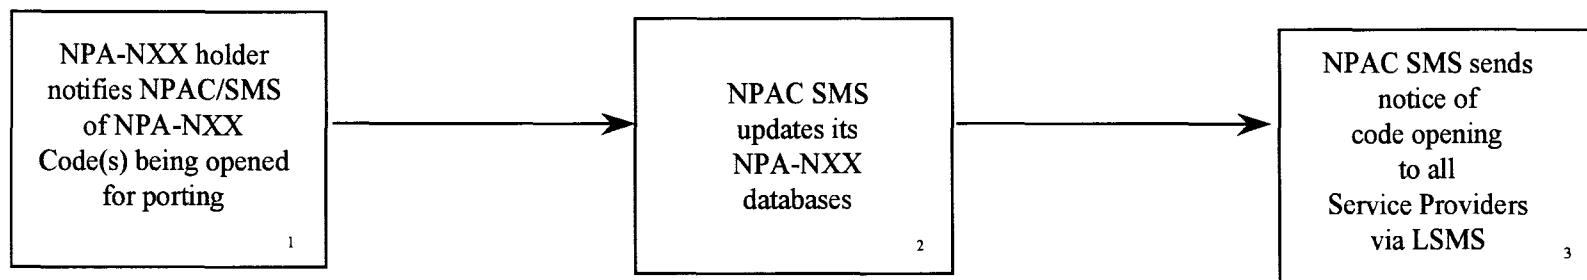 NPA-NXX holder
notifies NPAC/SMS
of NPA-NXX
Code(s) being opened
for porting
1
NPAC SMS
updates its
NPA-NXX
databases
2
NPAC SMS sends
notice of
code opening
to all
Service Providers
via LSMS
3